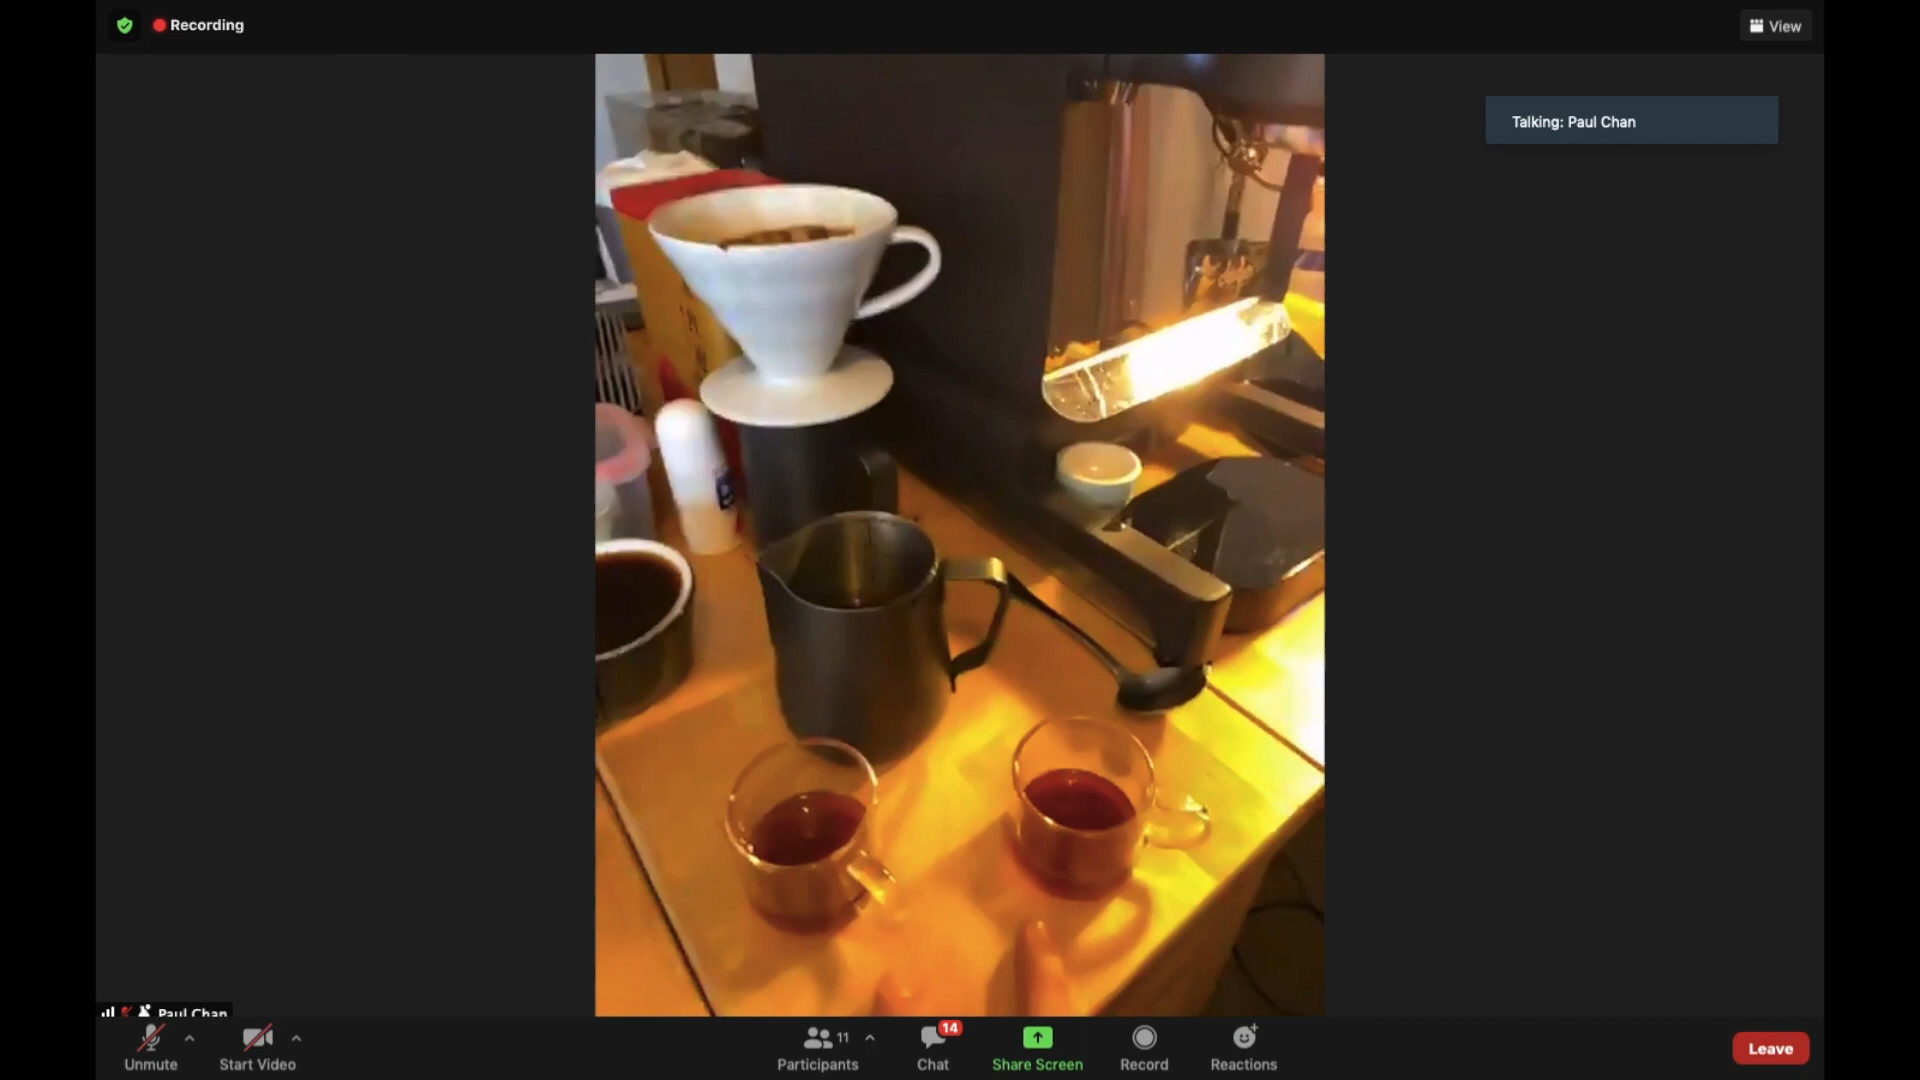 Recording
View
Talking: Paul Chan
Paul Chan
Unmute
Start Video
Participants
11
Chat
14
Share Screen
Record
Reactions
Leave